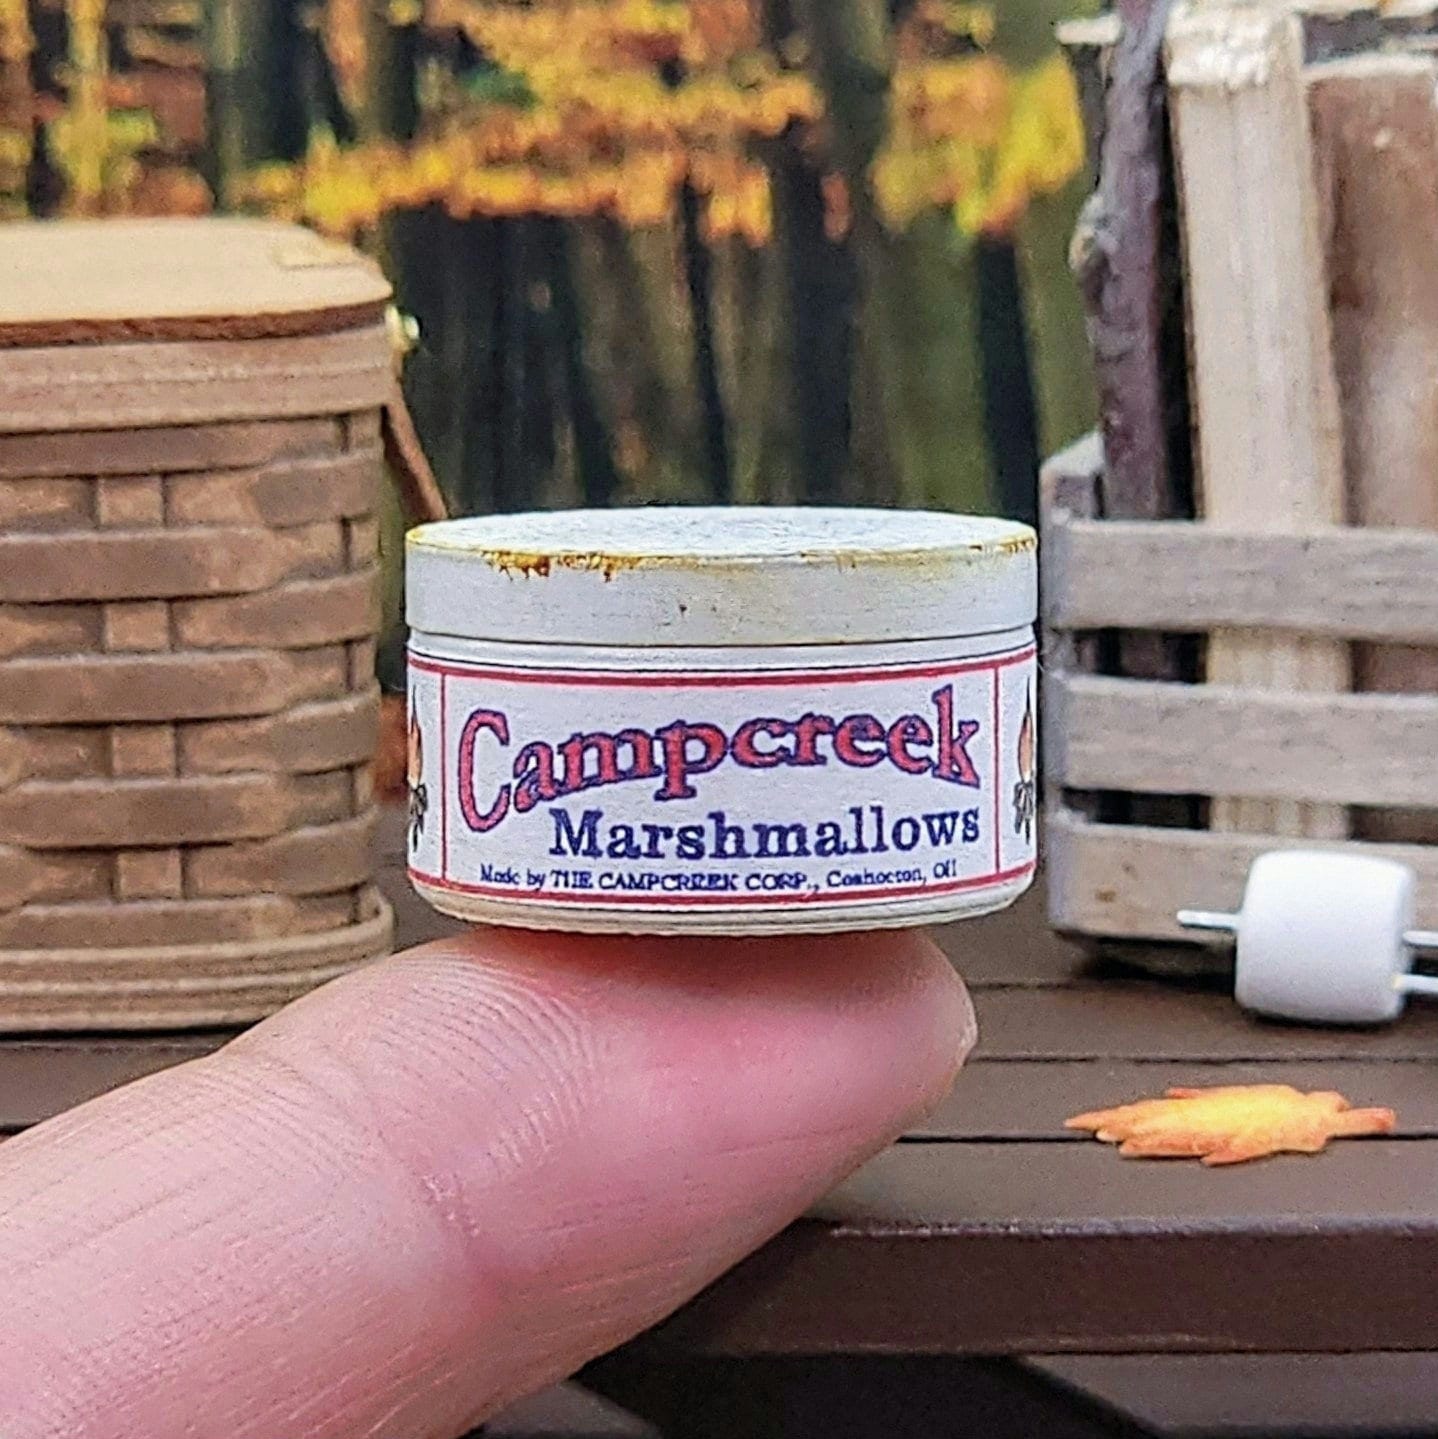 Campcreek
Marshmallows
Made by THE CAMPCREEK CORP., Coshocton, OH